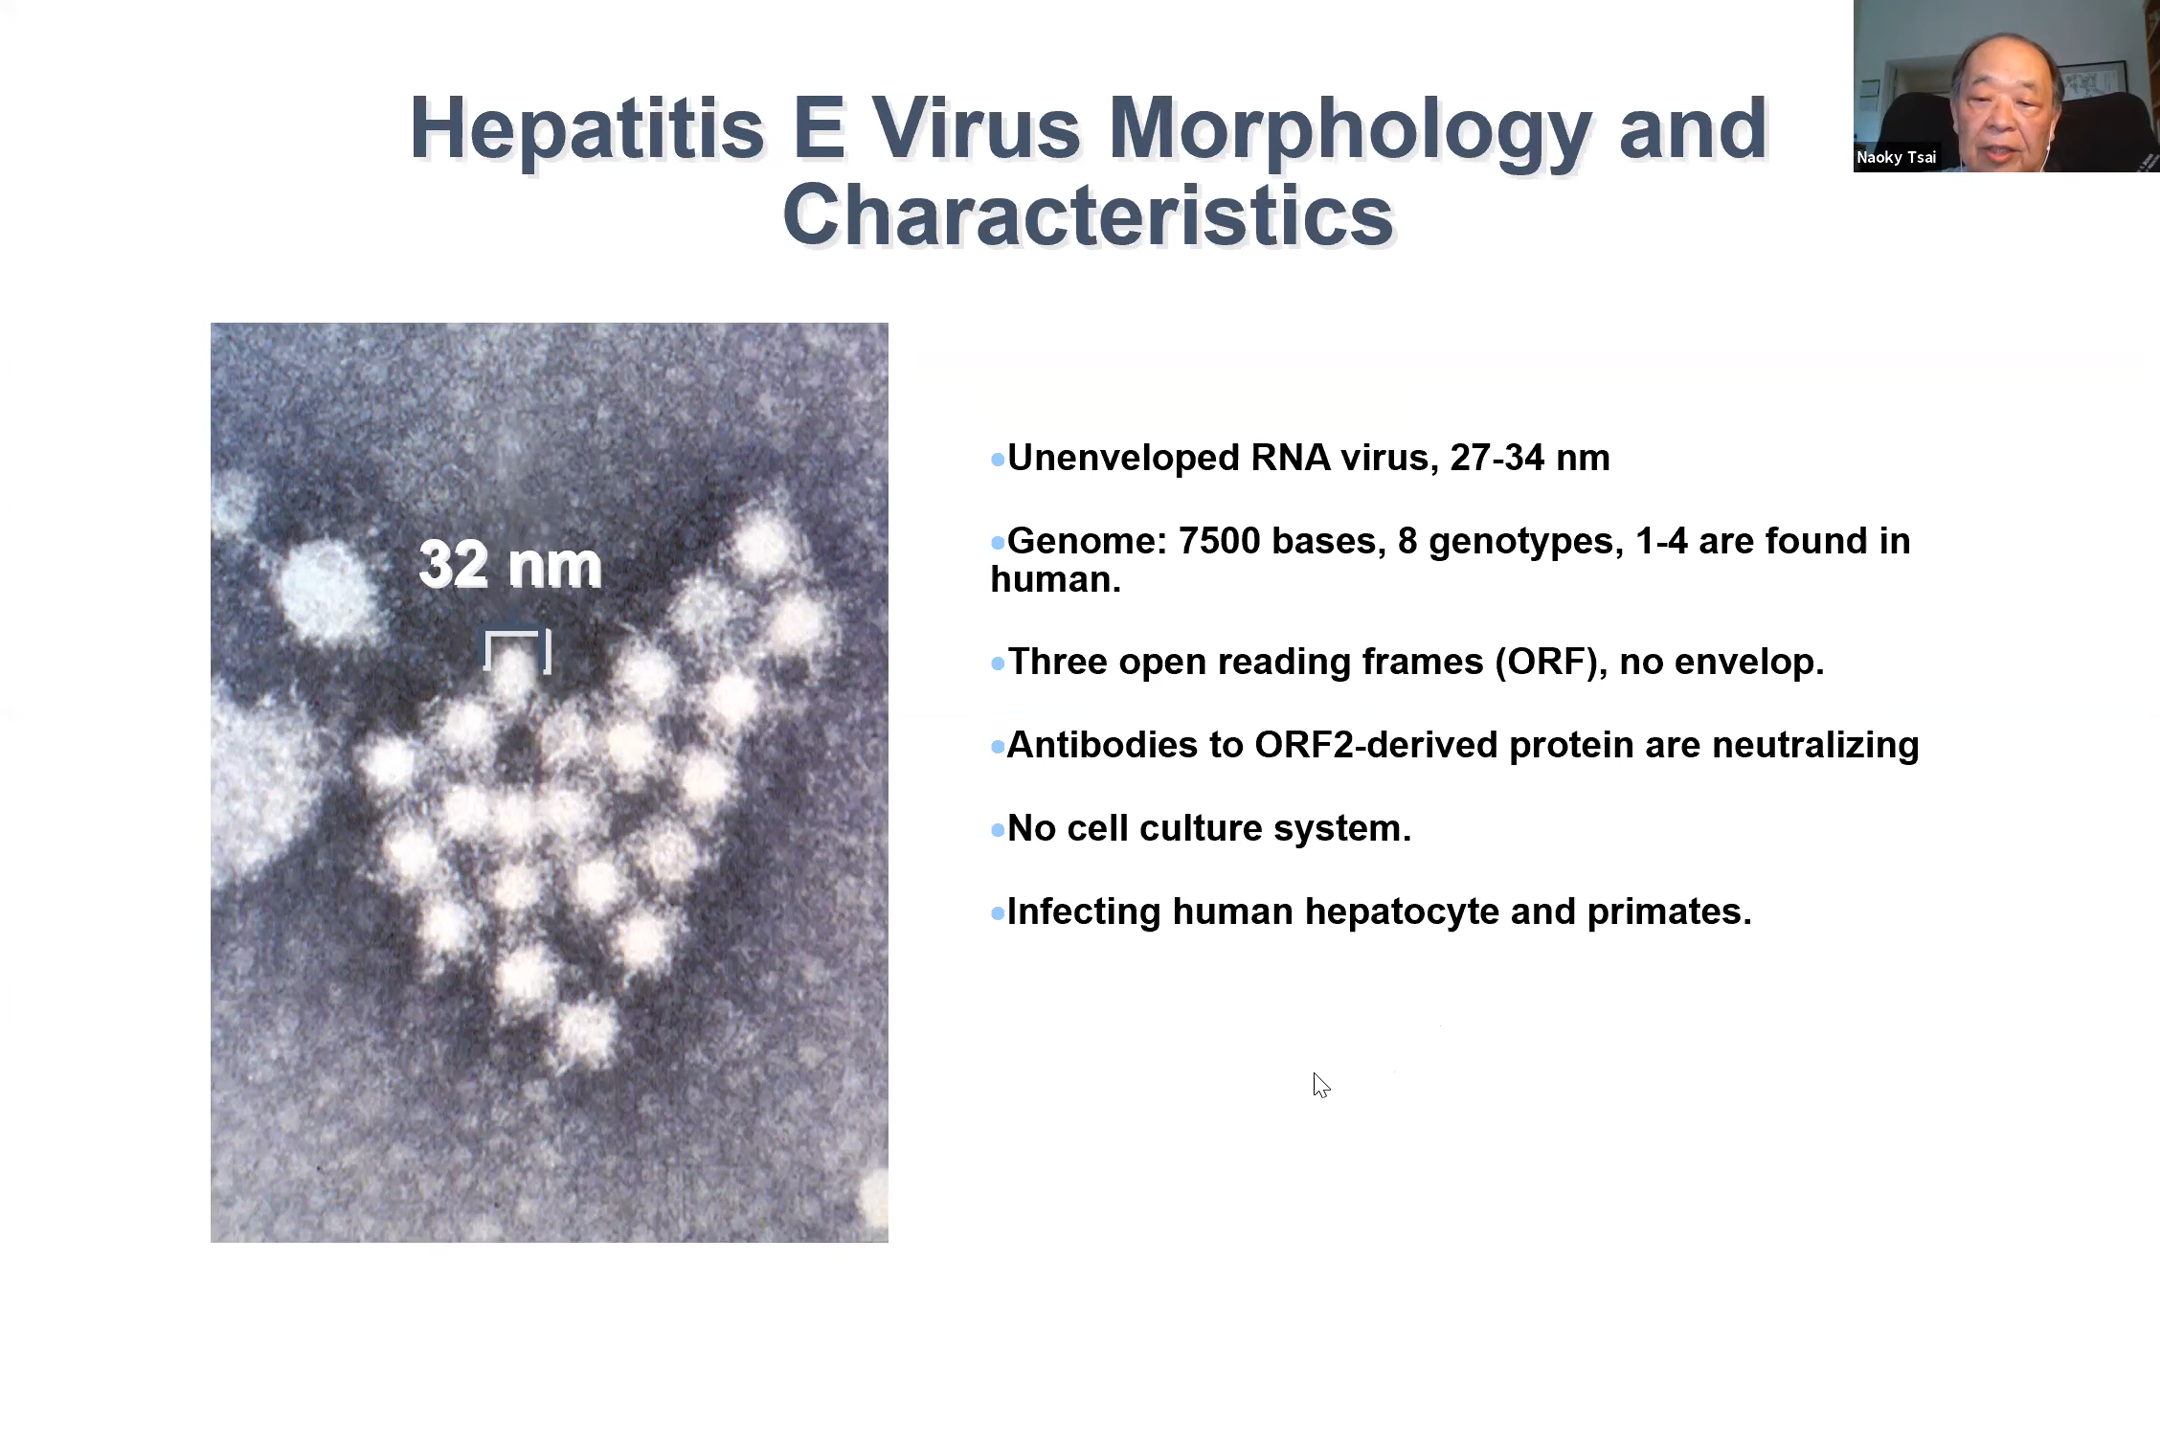 Hepatitis E Virus Morphology and
Characteristics
Naoky Tsai
32 nm
•Unenveloped RNA virus, 27-34 nm
•Genome: 7500 bases, 8 genotypes, 1-4 are found in
human.
•Three open reading frames (ORF), no envelop.
•Antibodies to ORF2-derived protein are neutralizing
•No cell culture system.
•Infecting human hepatocyte and primates.